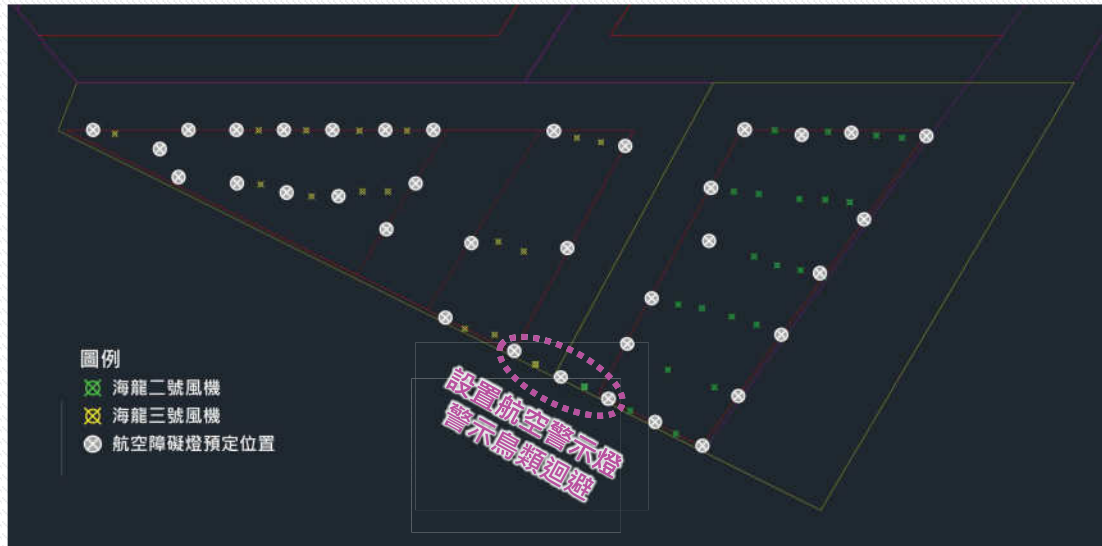 圖例
海龍二號風機
海龍三號風機
航空障礙燈預定位置
設置航空警示燈
警示鳥類迴避